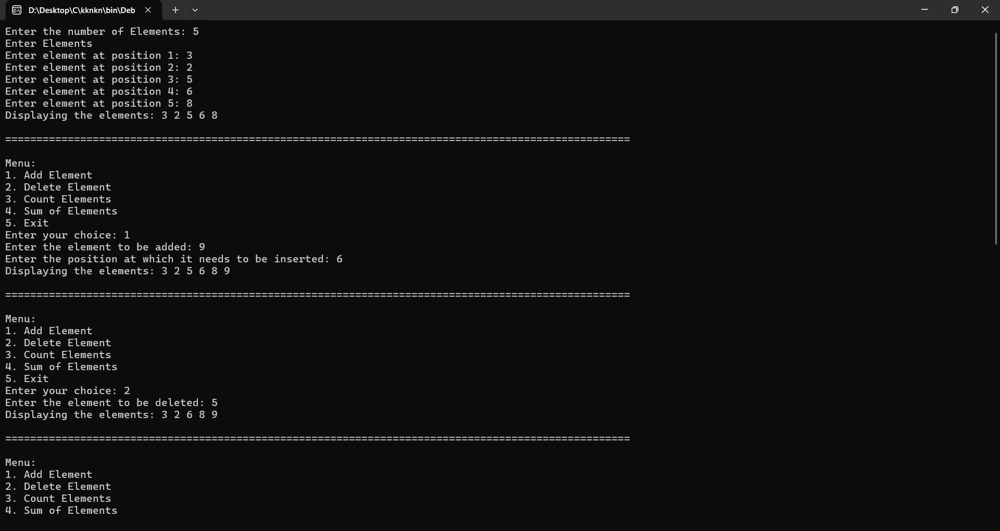 D:\Desktop\C\kknkn\bin\Deb
Enter the number of Elements: 5
Enter Elements
Enter element at position 1: 3
Enter element at position 2: 2
Enter element at position 3: 5
Enter element at position 4: 6
Enter element at position 5: 8
Displaying the elements: 3 2 5 6 8
====================================================================================================
Menu:
1. Add Element
2. Delete Element
3. Count Elements
4. Sum of Elements
5. Exit
Enter your choice: 1
Enter the element to be added: 9
Enter the position at which it needs to be inserted: 6
Displaying the elements: 3 2 5 6 8 9
====================================================================================================
Menu:
1. Add Element
2. Delete Element
3. Count Elements
4. Sum of Elements
5. Exit
Enter your choice: 2
Enter the element to be deleted: 5
Displaying the elements: 3 2 6 8 9
====================================================================================================
Menu:
1. Add Element
2. Delete Element
3. Count Elements
4. Sum of Elements